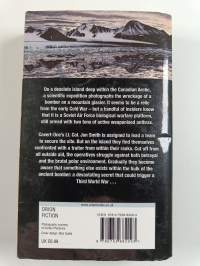 On a desolate island deep within the Canadian Arctic,
a scientific expedition photographs the wreckage of a
bomber on a mountain glacier. It seems to be a relic
from the early Cold War – but a handful of insiders know
that it is a Soviet Air Force biological warfare platform,
still armed with two tons of active weaponised anthrax.
Covert-One's Lt. Col. Jon Smith is assigned to lead a team
to secure the site. But on the island they find themselves
confronted with a traitor from their ranks. Cut off from
all outside aid, the operatives struggle against both betrayal
and the brutal polar environment. Gradually they become
aware that something else exists within the hulk of the
ancient bomber: a devastating secret that could trigger a
Third World War . . .
ORION
FICTION
UK £6.99